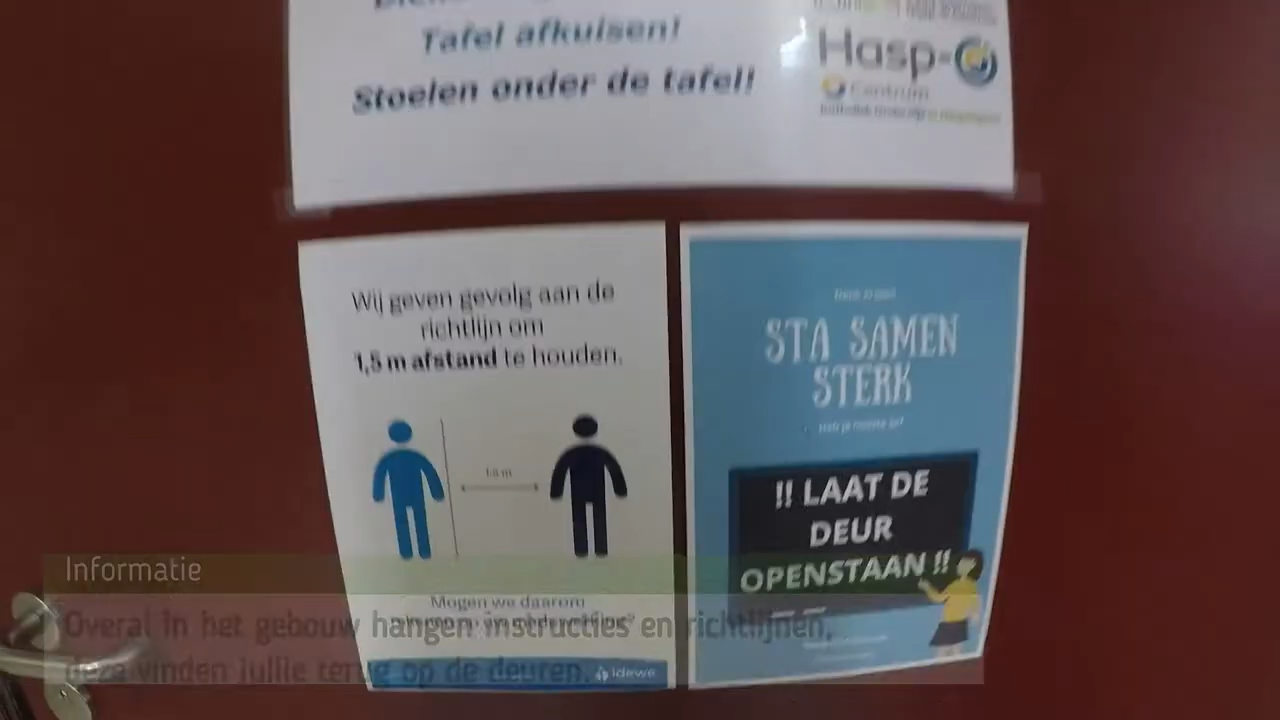 Tafel afkuisen!
Stoelen onder de tafel!
Hasp-O
Centrum
Wij geven gevolg aan de
richtlijn om
1,5 m afstand te houden.
1,5 m
Mogen we daarom
STA SAMEN
STERK
!! LAAT DE
DEUR
OPENSTAAN !!
idewe
Informatie
Overal in het gebouw hangen instructies en richtlijnen,
deze vinden jullie terug op de deuren.